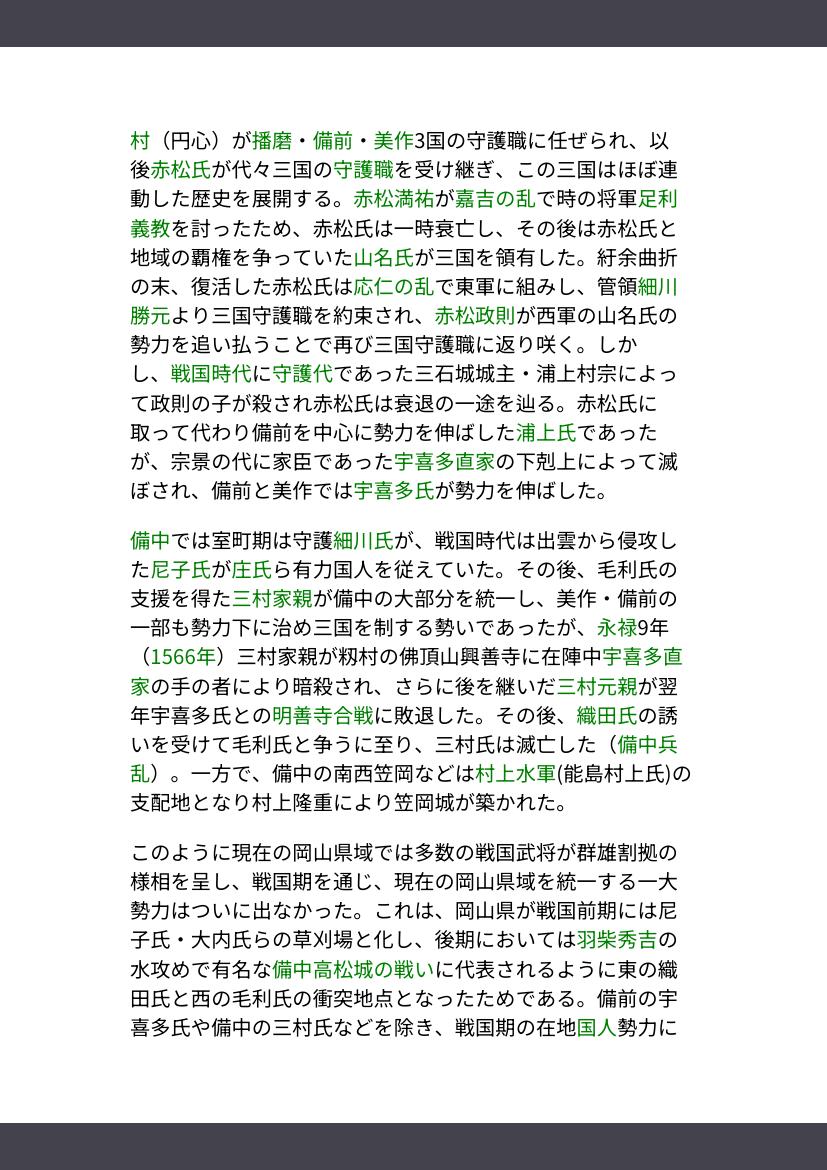 村（円心）が播磨・備前・美作3国の守護職に任ぜられ、以
後赤松氏が代々三国の守護職を受け継ぎ、この三国はほぼ連
動した歴史を展開する。赤松満祐が嘉吉の乱で時の将軍足利
義教を討ったため、赤松氏は一時衰亡し、その後は赤松氏と
地域の覇権を争っていた山名氏が三国を領有した。紆余曲折
の末、復活した赤松氏は応仁の乱で東軍に組みし、管領細川
勝元より三国守護職を約束され、赤松政則が西軍の山名氏の
勢力を追い払うことで再び三国守護職に返り咲く。しか
し、戦国時代に守護代であった三石城城主・浦上村宗によっ
て政則の子が殺され赤松氏は衰退の一途を辿る。赤松氏に
取って代わり備前を中心に勢力を伸ばした浦上氏であった
が、宗景の代に家臣であった宇喜多直家の下剋上によって滅
ぼされ、備前と美作では宇喜多氏が勢力を伸ばした。
備中では室町期は守護細川氏が、戦国時代は出雲から侵攻し
た尼子氏が庄氏ら有力国人を従えていた。その後、毛利氏の
支援を得た三村家親が備中の大部分を統一し、美作・備前の
一部も勢力下に治め三国を制する勢いであったが、永禄9年
（1566年）三村家親が籾村の佛頂山興善寺に在陣中宇喜多直
家の手の者により暗殺され、さらに後を継いだ三村元親が翌
年宇喜多氏との明善寺合戦に敗退した。その後、織田氏の誘
いを受けて毛利氏と争うに至り、三村氏は滅亡した（備中兵
乱）。一方で、備中の南西笠岡などは村上水軍(能島村上氏)の
支配地となり村上隆重により笠岡城が築かれた。
このように現在の岡山県域では多数の戦国武将が群雄割拠の
様相を呈し、戦国期を通じ、現在の岡山県域を統一する一大
勢力はついに出なかった。これは、岡山県が戦国前期には尼
子氏・大内氏らの草刈場と化し、後期においては羽柴秀吉の
水攻めで有名な備中高松城の戦いに代表されるように東の織
田氏と西の毛利氏の衝突地点となったためである。備前の宇
喜多氏や備中の三村氏などを除き、戦国期の在地国人勢力に